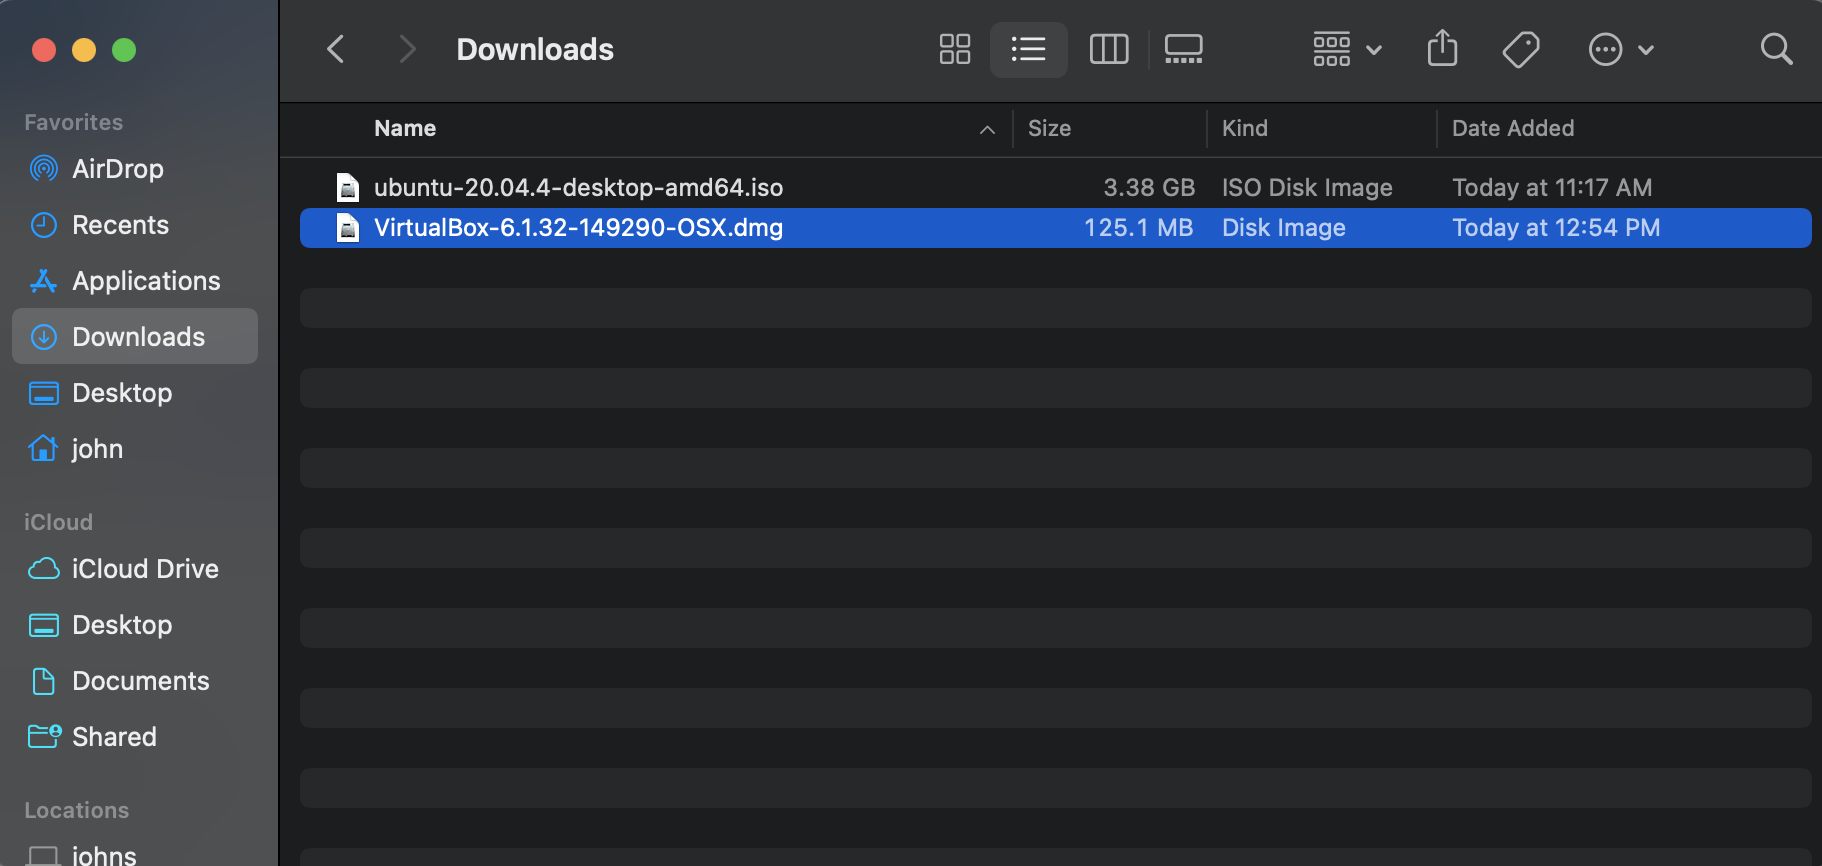 Downloads
Favorites
AirDrop
Recents
Applications
Downloads
Desktop
john
iCloud
iCloud Drive
Desktop
Documents
Shared
Locations
johns
Name Size Kind Date Added
ubuntu-20.04.4-desktop-amd64.iso 3.38 GB ISO Disk Image Today at 11:17 AM
VirtualBox-6.1.32-149290-OSX.dmg 125.1 MB Disk Image Today at 12:54 PM